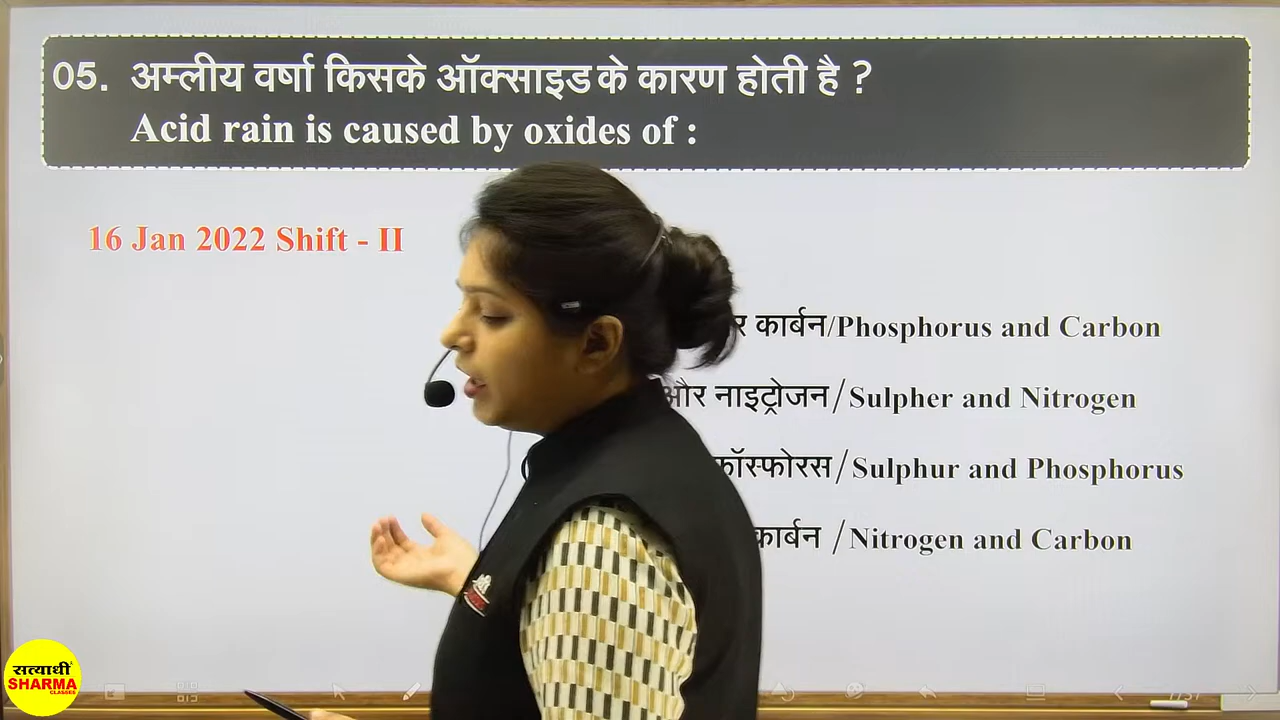 05. अम्लीय वर्षा किसके ऑक्साइड के कारण होती है ?
Acid rain is caused by oxides of :
16 Jan 2022 Shift - II
कार्बन/Phosphorus and Carbon
और नाइट्रोजन/Sulpher and Nitrogen
फॉस्फोरस/Sulphur and Phosphorus
कार्बन /Nitrogen and Carbon
सत्यार्थी
SHARMA
CLASSES